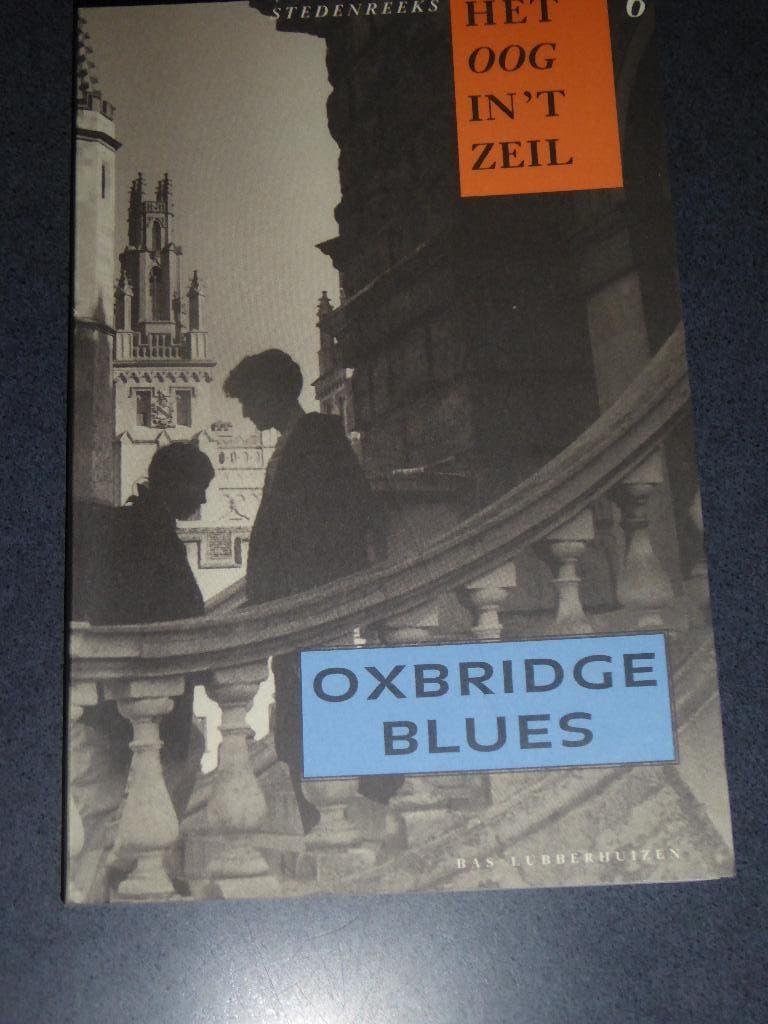 STEDENREEKS
6
HET
OOG
IN'T
ZEIL
OXBRIDGE
BLUES
BAS LUBBERHUIZEN